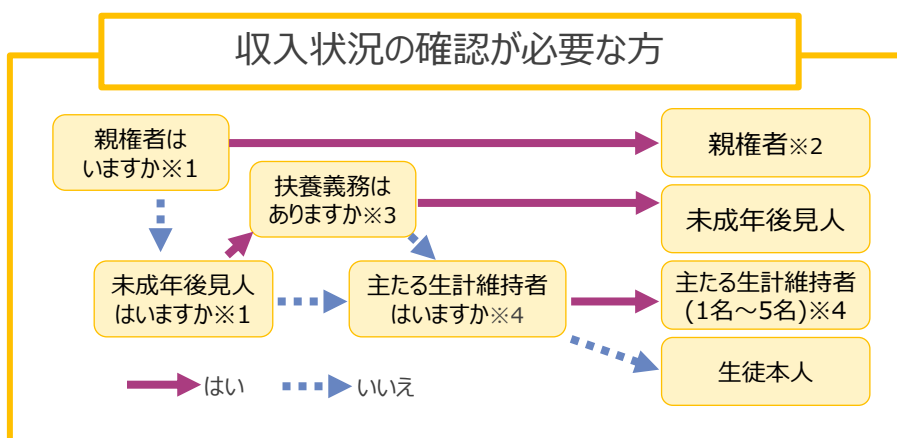 収入状況の確認が必要な方
親権者は
いますか※1
親権者※2
扶養義務は
ありますか※3
未成年後見人
未成年後見人
はいますか※1
主たる生計維持者
はいますか※4
主たる生計維持者
(1名～5名)※4
生徒本人
はい
いいえ